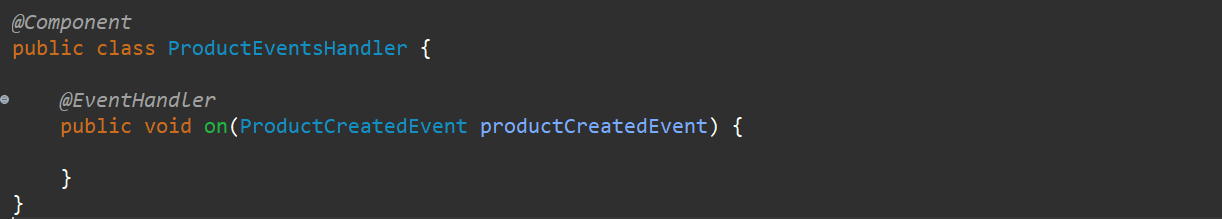 @Component
public class ProductEventsHandler {
@EventHandler
public void on(ProductCreatedEvent productCreatedEvent) {
}
}